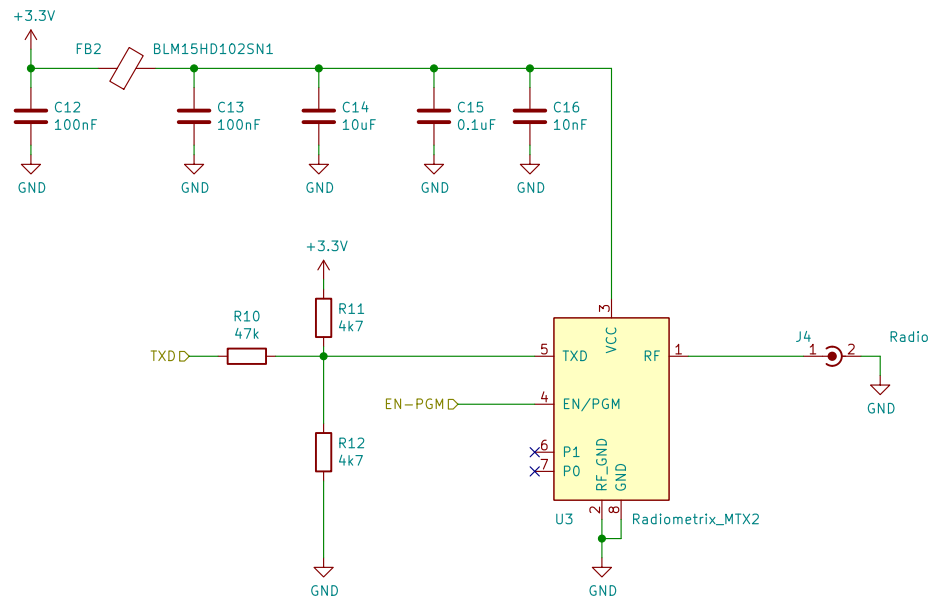 +3.3V
FB2
BLM15HD102SN1
C12
100nF
C13
100nF
C14
10uF
C15
0.1uF
C16
10nF
GND
GND
GND
GND
GND
+3.3V
R10
47k
R11
4k7
TXD
3
VCC
5
TXD
RF
1
J4
1
2
Radio
GND
EN-PGM
4
EN/PGM
R12
4k7
6
P1
7
P0
RF_GND
GND
2
8
U3
Radiometrix_MTX2
GND
GND